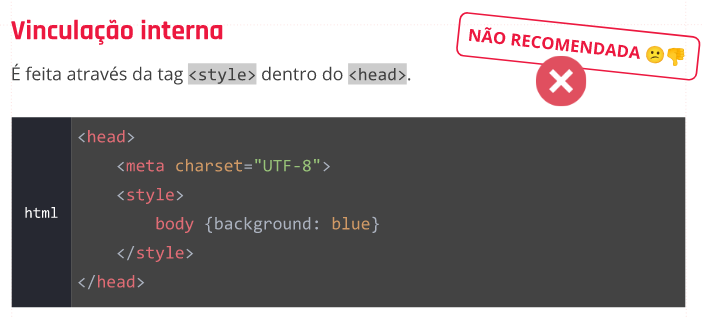 Vinculação interna
NÃO RECOMENDADA 😕👎
É feita através da tag <style> dentro do <head>.
html
<head>
    <meta charset="UTF-8">
    <style>
        body {background: blue}
    </style>
</head>